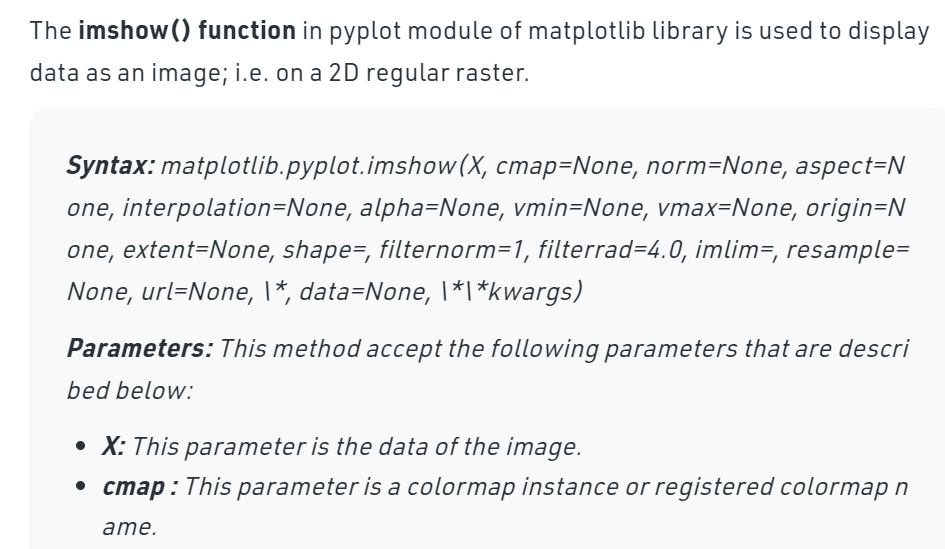 The imshow() function in pyplot module of matplotlib library is used to display
data as an image; i.e. on a 2D regular raster.
Syntax: matplotlib.pyplot.imshow(X, cmap=None, norm=None, aspect=N
one, interpolation=None, alpha=None, vmin=None, vmax=None, origin=N
one, extent=None, shape=, filternorm=1, filterrad=4.0, imlim=, resample=
None, url=None, \*, data=None, \*\*kwargs)
Parameters: This method accept the following parameters that are descri
bed below:
• X: This parameter is the data of the image.
• cmap : This parameter is a colormap instance or registered colormap n
ame.